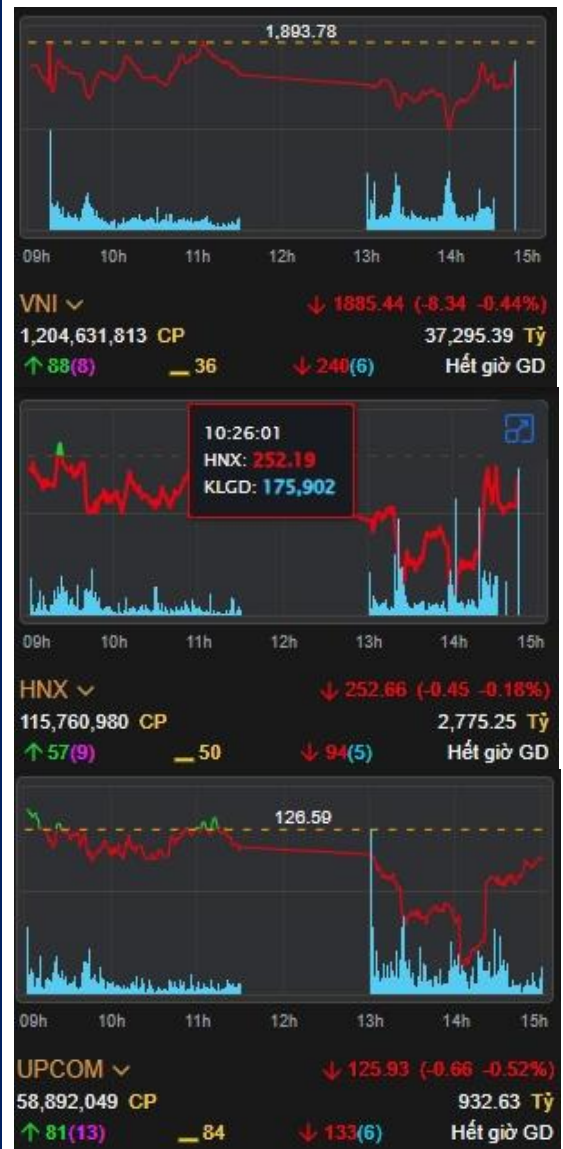 1,893.78
09h 10h 11h 12h 13h 14h 15h
VNI 1885.44 (-8.34 -0.44%)
1,204,631,813 CP 37,295.39 Tỷ
88(8) 36 240(6) Hết giờ GD
10:26:01
HNX: 252.19
KLGD: 175,902
09h 10h 11h 12h 13h 14h 15h
HNX 252.66 (-0.45 -0.18%)
115,760,980 CP 2,775.25 Tỷ
57(9) 50 94(5) Hết giờ GD
126.59
09h 10h 11h 12h 13h 14h 15h
UPCOM 125.93 (-0.66 -0.52%)
58,892,049 CP 932.63 Tỷ
81(13) 84 133(6) Hết giờ GD